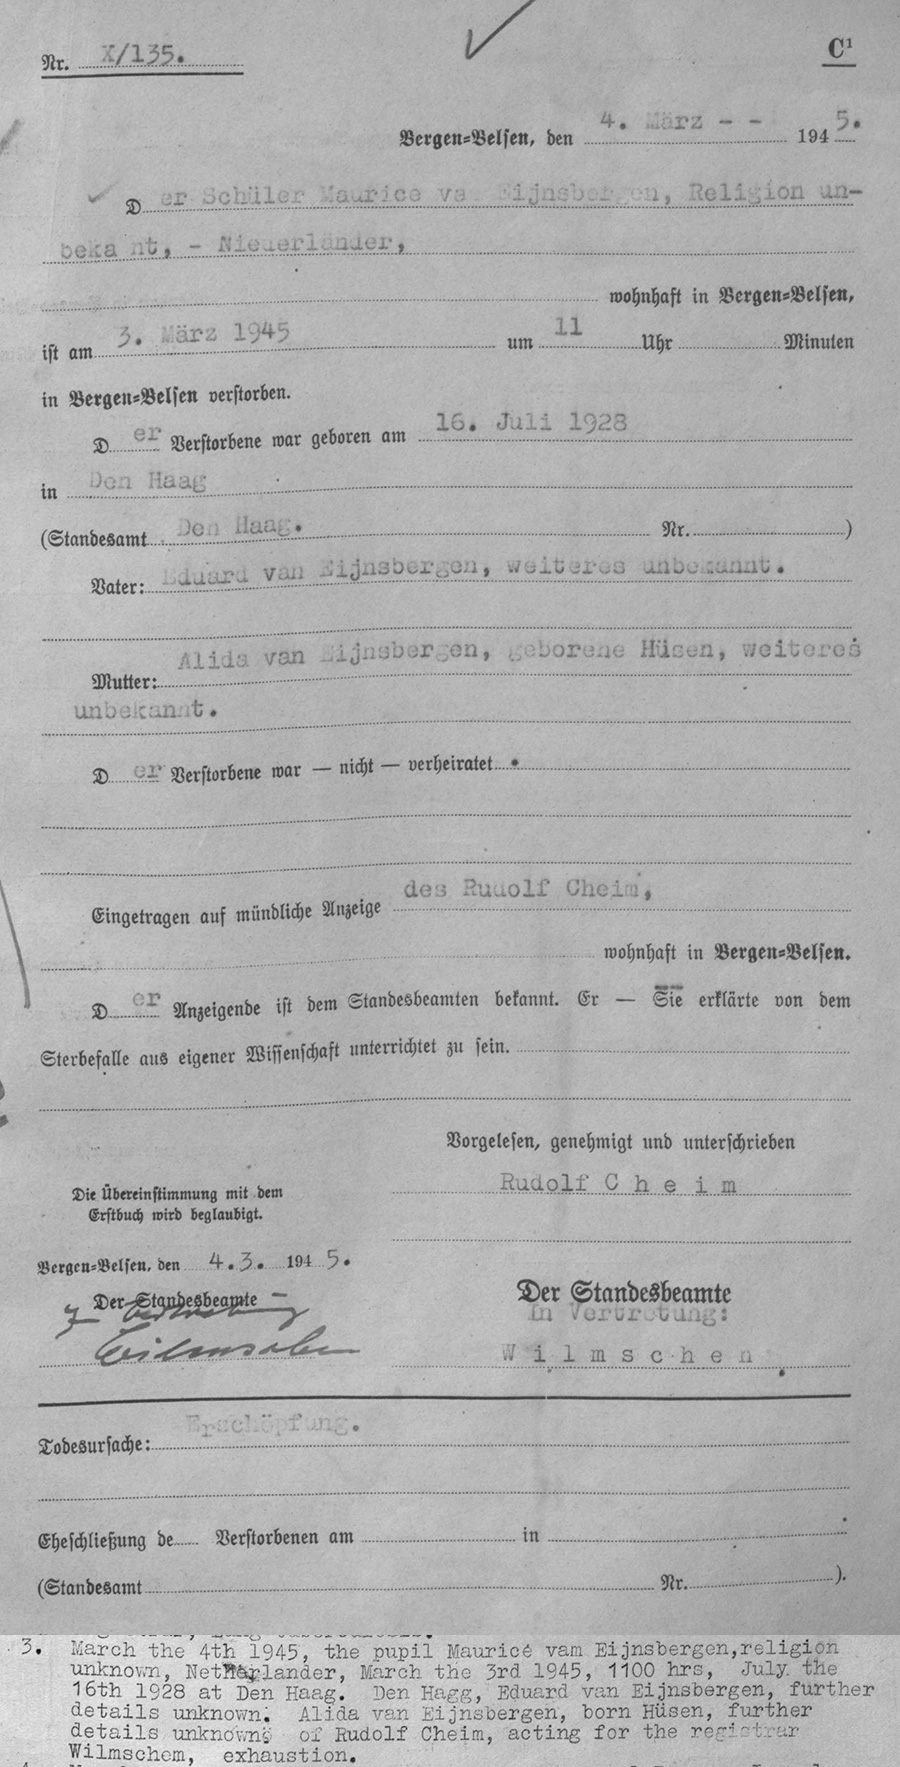 Nr. X/135.
C¹
Bergen=Belsen, den 4. März - - 1945.
Der Schüler Maurice va Eijnsbergen, Religion un-
beka nt, - Niederländer,
wohnhaft in Bergen=Belsen,
ist am 3. März 1945 um 11 Uhr Minuten
in Bergen=Belsen verstorben.
Der Verstorbene war geboren am 16. Juli 1928
in Den Haag
(Standesamt Den Haag. Nr. )
Vater: Eduard van Eijnsbergen, weiteres unbekannt.
Mutter: Alida van Eijnsbergen, geborene Hüsen, weiteres
unbekannt.
Der Verstorbene war — nicht — verheiratet.
Eingetragen auf mündliche Anzeige des Rudolf Cheim,
wohnhaft in Bergen=Belsen.
Der Anzeigende ist dem Standesbeamten bekannt. Er — Sie erklärte von dem
Sterbefalle aus eigener Wissenschaft unterrichtet zu sein.
Vorgelesen, genehmigt und unterschrieben
Rudolf C h e i m
Die Übereinstimmung mit dem
Erstbuch wird beglaubigt.
Bergen=Belsen, den 4.3. 1945.
Der Standesbeamte
Der Standesbeamte
In Vertretung:
W i l m s c h e n
Todesursache: Erschöpfung.
Eheschließung de Verstorbenen am in
(Standesamt Nr. ).
3. March the 4th 1945, the pupil Maurice vam Eijnsbergen,religion
unknown, Netherlander, March the 3rd 1945, 1100 hrs, July the
16th 1928 at Den Haag. Den Hagg, Eduard van Eijnsbergen, further
details unknown. Alida van Eijnsbergen, born Hüsen, further
details unknown; of Rudolf Cheim, acting for the registrar
Wilmschem, exhaustion.